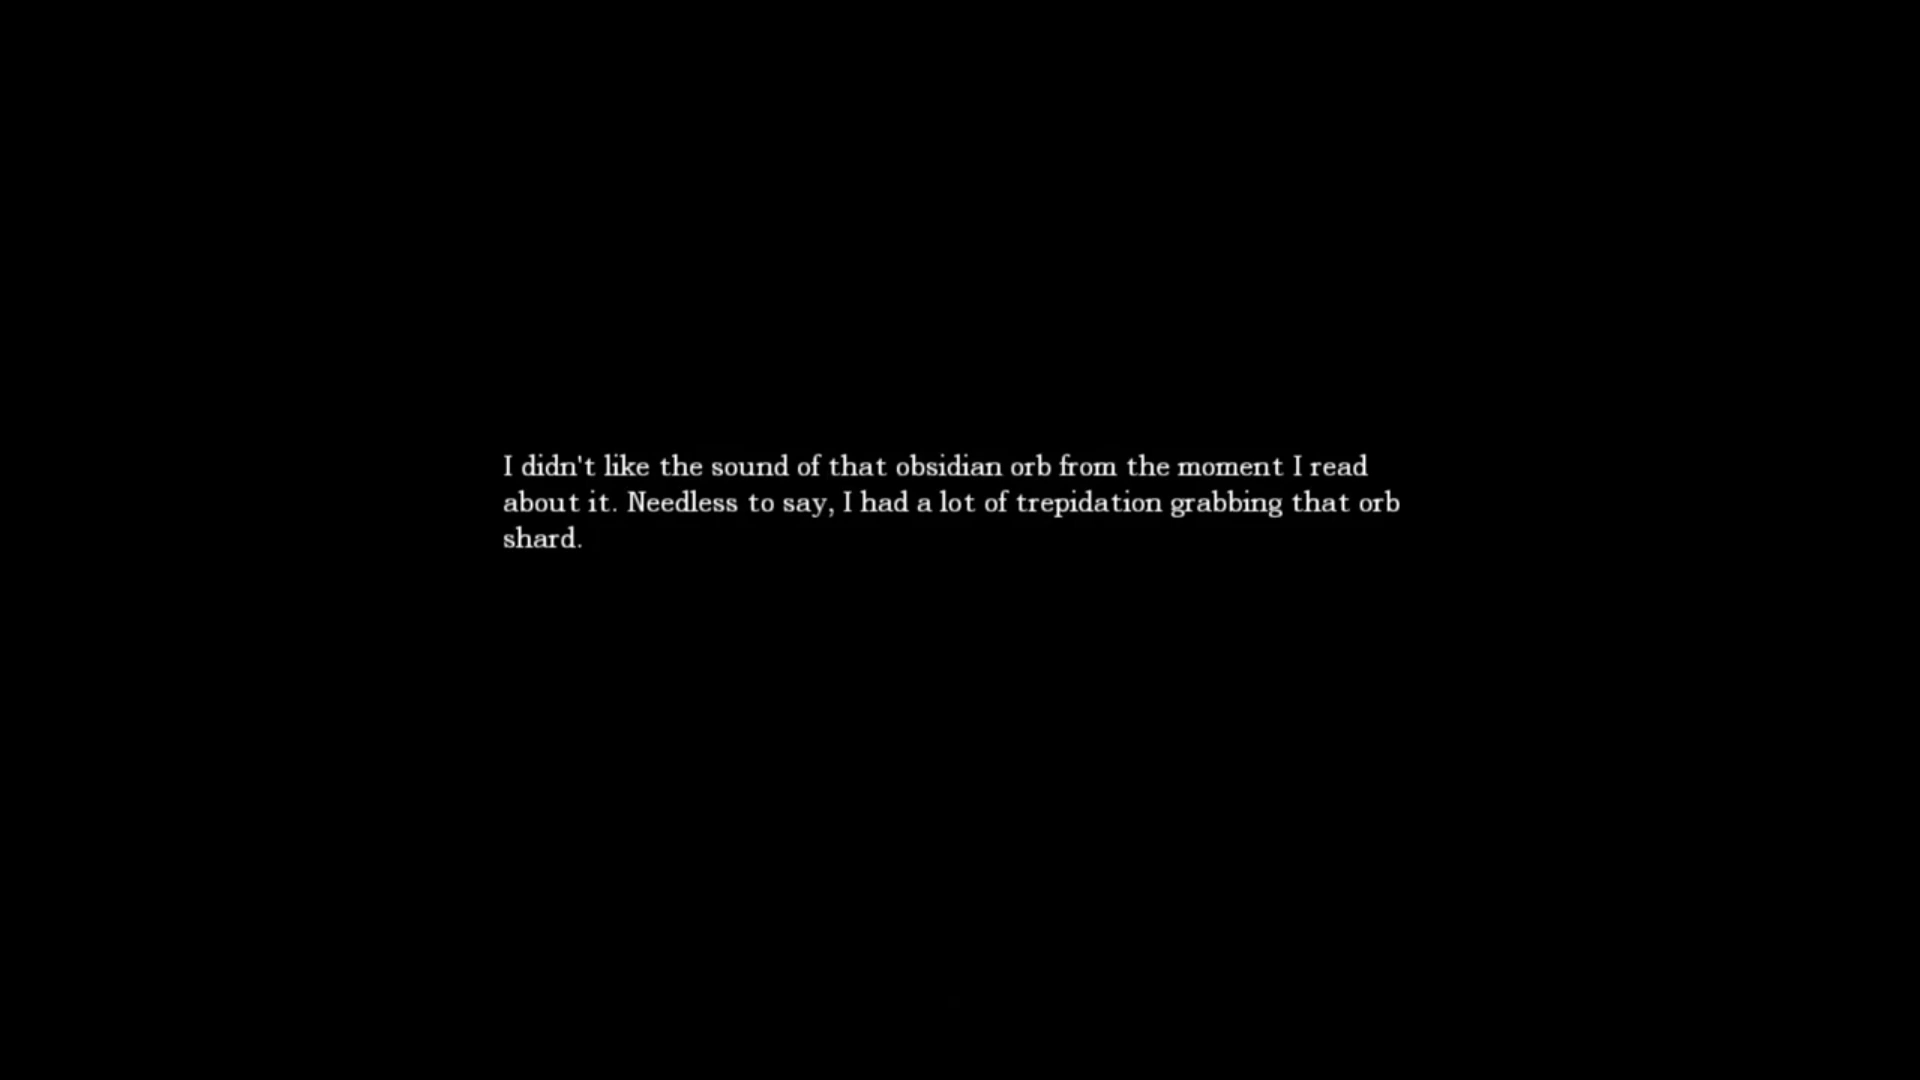 I didn't like the sound of that obsidian orb from the moment I read
about it. Needless to say, I had a lot of trepidation grabbing that orb
shard.